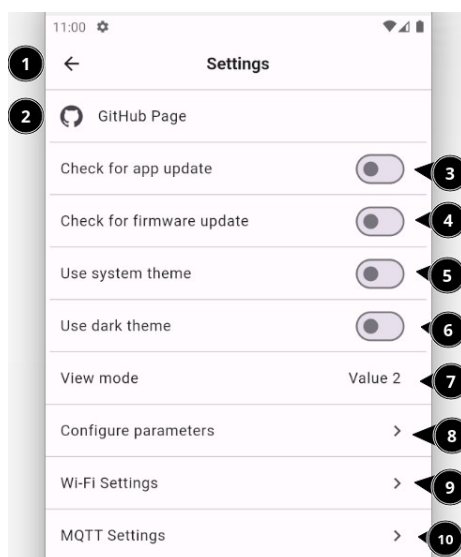 11:00
1
Settings
2
GitHub Page
Check for app update
3
Check for firmware update
4
Use system theme
5
Use dark theme
6
View mode
Value 2
7
Configure parameters
8
Wi-Fi Settings
9
MQTT Settings
10